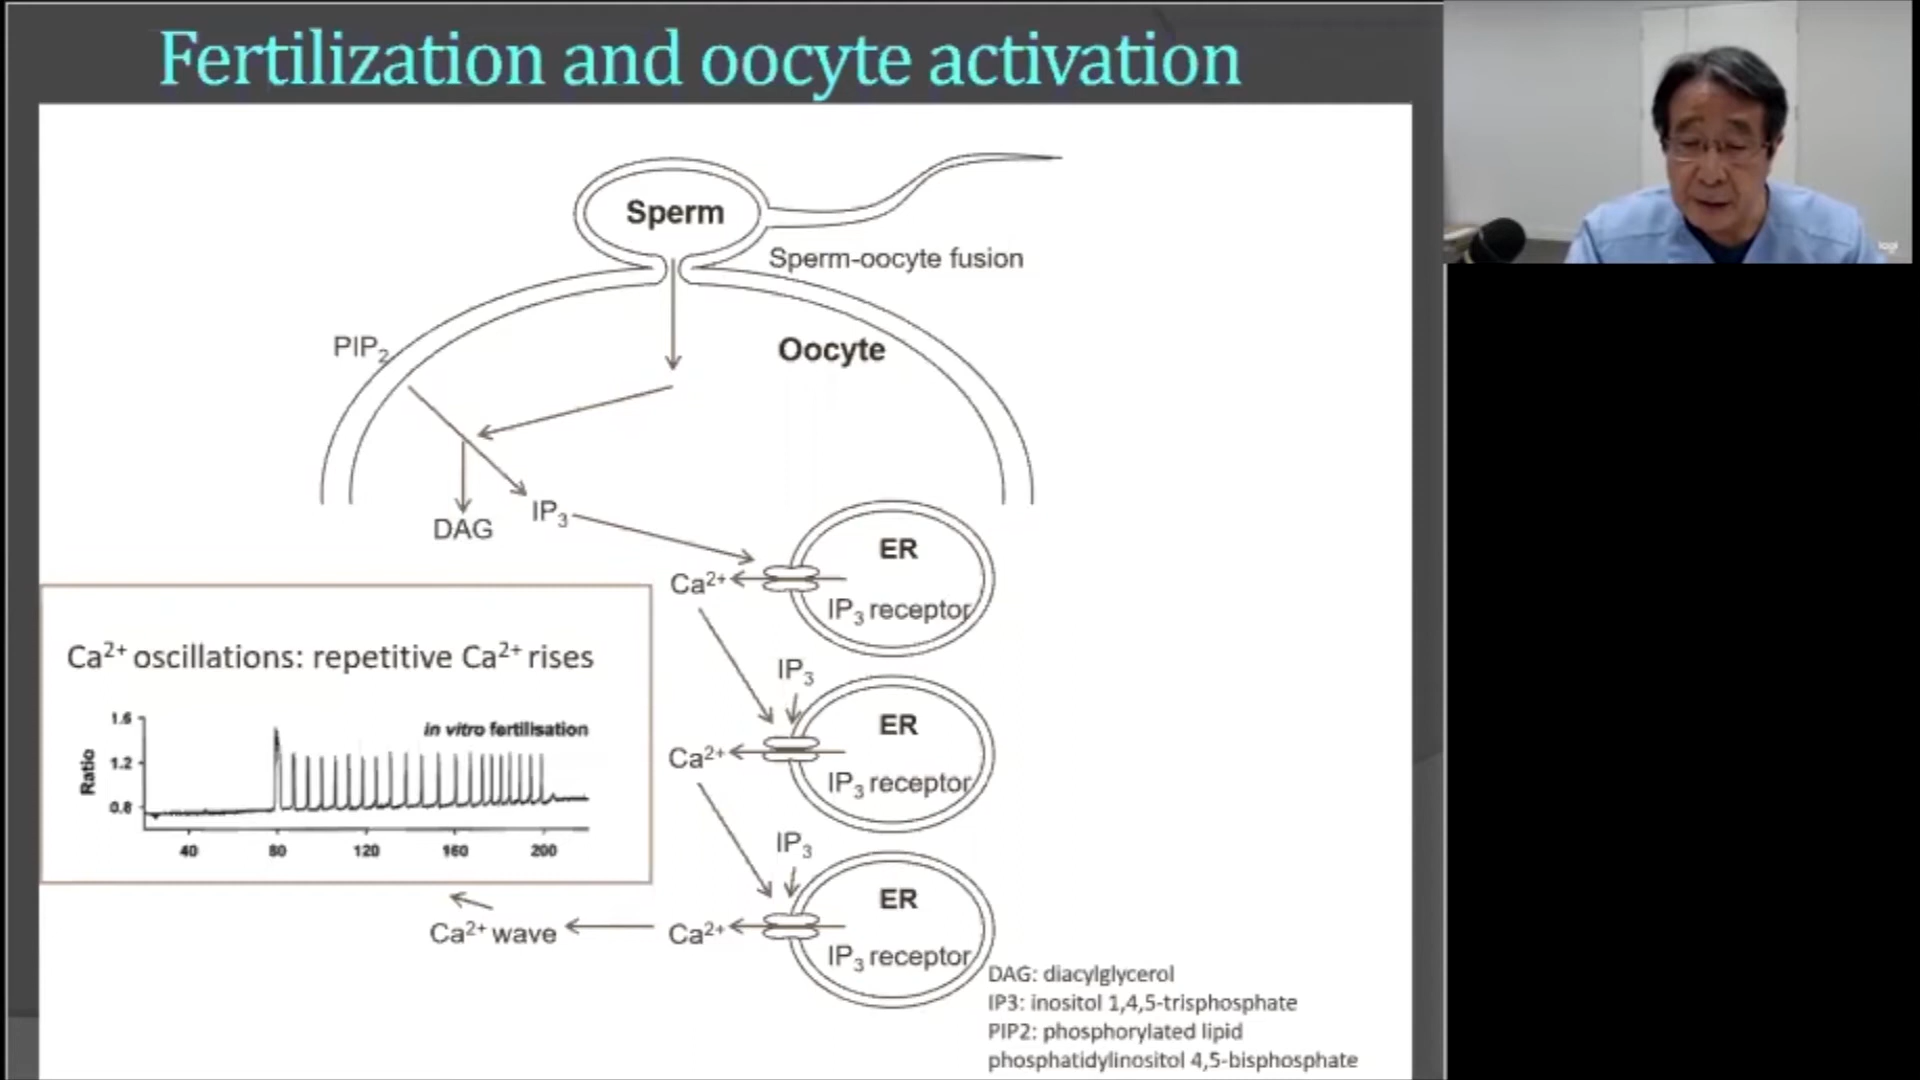 Fertilization and oocyte activation
Sperm
Sperm-oocyte fusion
PIP₂
Oocyte
DAG
IP₃
ER
Ca²⁺
IP₃ receptor
Ca²⁺ oscillations: repetitive Ca²⁺ rises
1.6
in vitro fertilisation
Ratio
1.2
0.8
40 80 120 160 200
IP₃
ER
Ca²⁺
IP₃ receptor
IP₃
ER
Ca²⁺ wave
Ca²⁺
IP₃ receptor
DAG: diacylglycerol
IP3: inositol 1,4,5-trisphosphate
PIP2: phosphorylated lipid
phosphatidylinositol 4,5-bisphosphate
logi